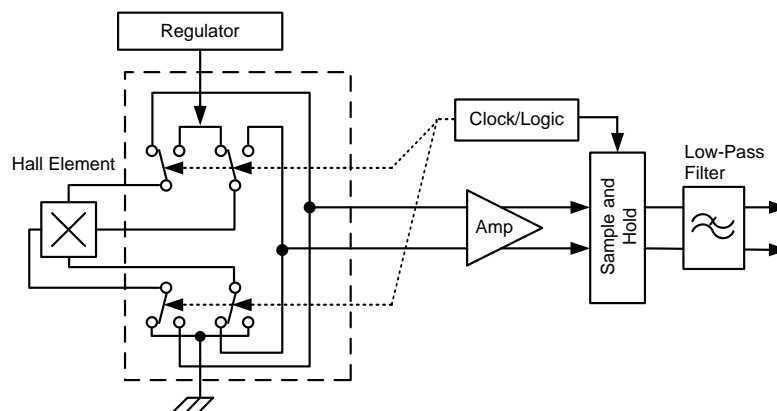 Regulator
Clock/Logic
Hall Element
Low-Pass
Filter
Amp
Sample and
Hold